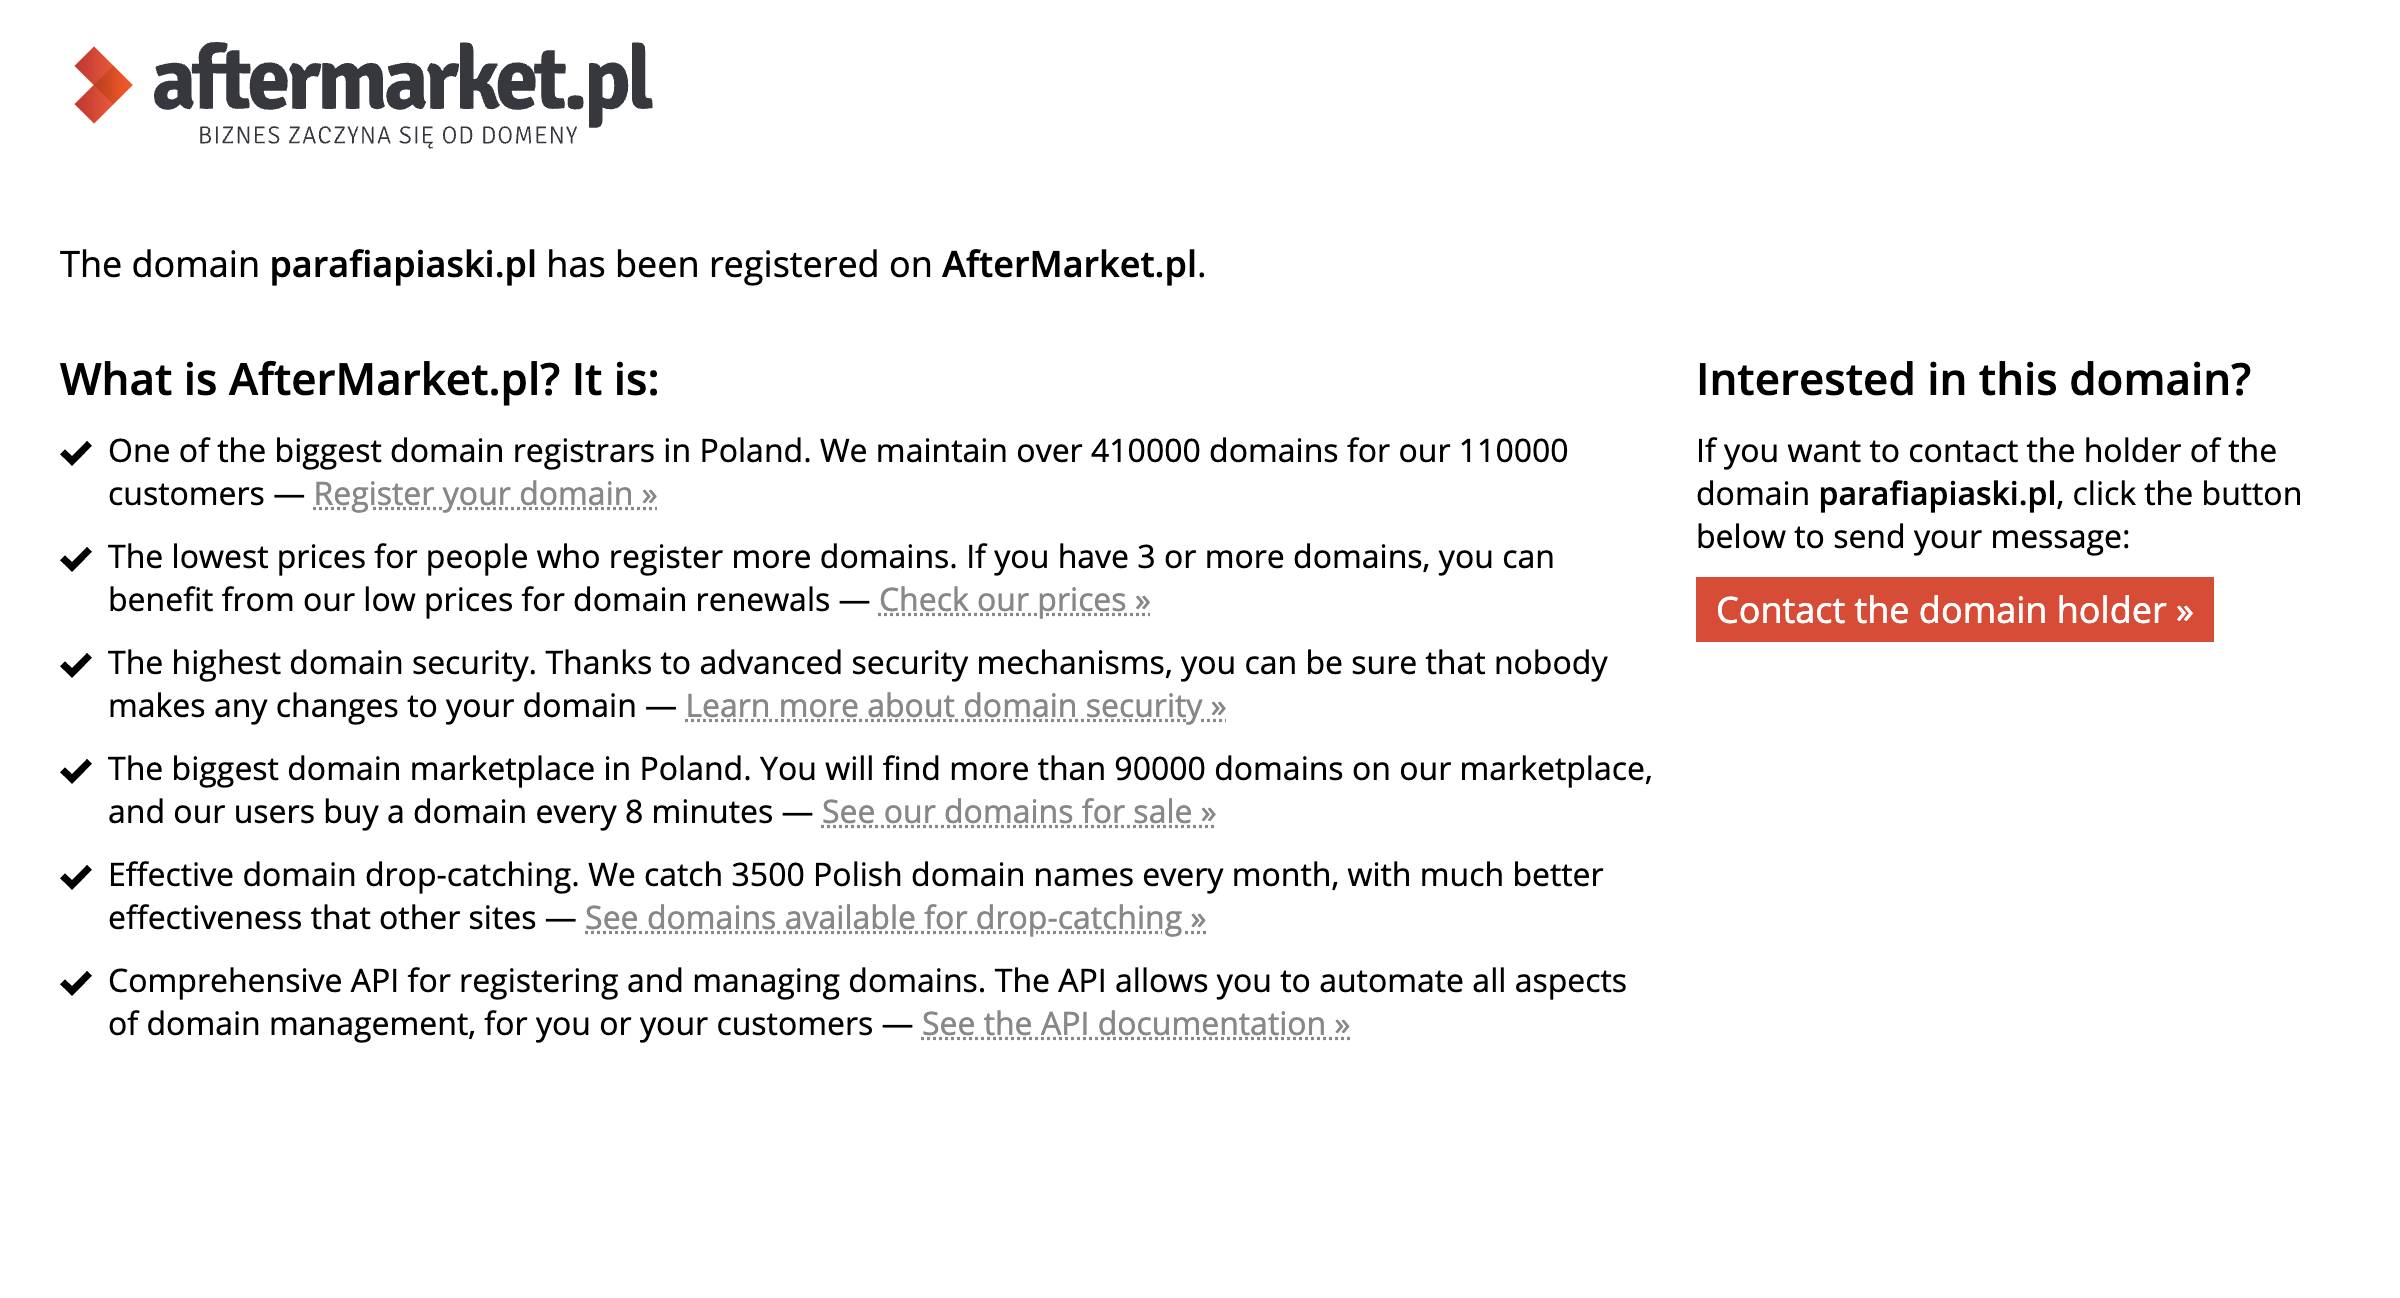 aftermarket.pl
BIZNES ZACZYNA SIĘ OD DOMENY
The domain parafiapiaski.pl has been registered on AfterMarket.pl.
What is AfterMarket.pl? It is:
One of the biggest domain registrars in Poland. We maintain over 410000 domains for our 110000
customers — Register your domain »
The lowest prices for people who register more domains. If you have 3 or more domains, you can
benefit from our low prices for domain renewals — Check our prices »
The highest domain security. Thanks to advanced security mechanisms, you can be sure that nobody
makes any changes to your domain — Learn more about domain security »
The biggest domain marketplace in Poland. You will find more than 90000 domains on our marketplace,
and our users buy a domain every 8 minutes — See our domains for sale »
Effective domain drop-catching. We catch 3500 Polish domain names every month, with much better
effectiveness that other sites — See domains available for drop-catching »
Comprehensive API for registering and managing domains. The API allows you to automate all aspects
of domain management, for you or your customers — See the API documentation »
Interested in this domain?
If you want to contact the holder of the
domain parafiapiaski.pl, click the button
below to send your message:
Contact the domain holder »